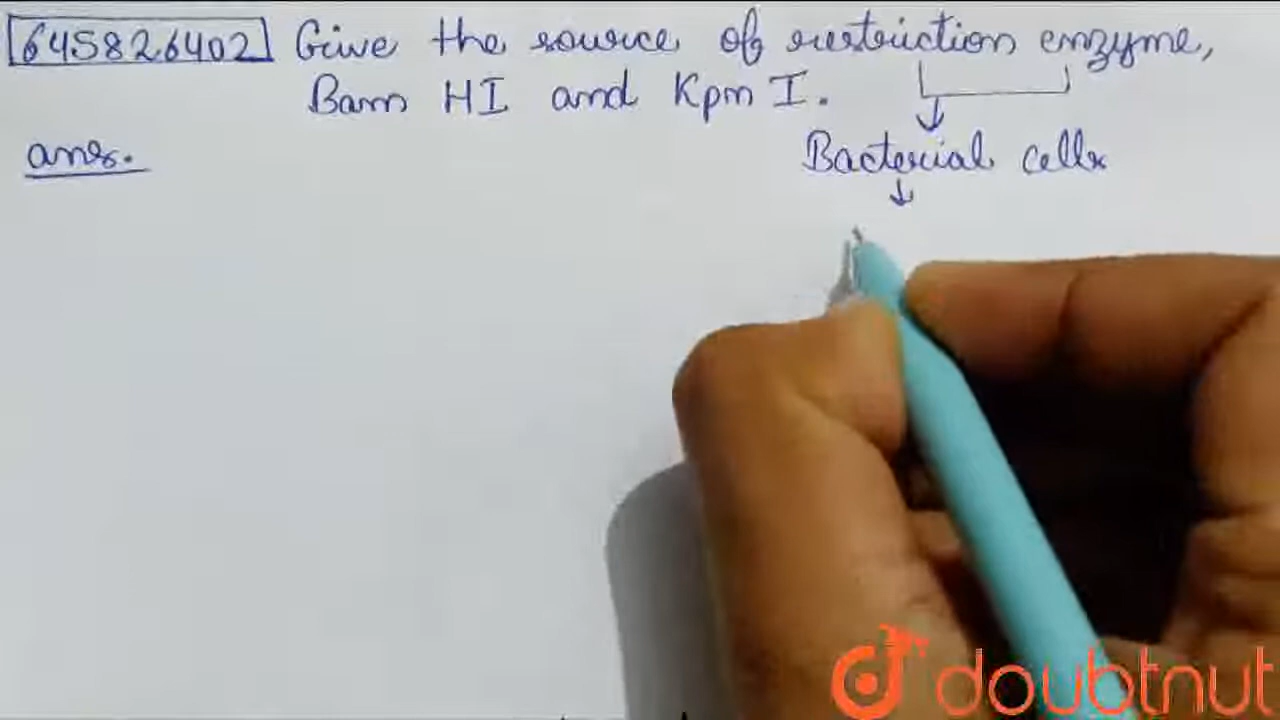 645826402 Give the source of restriction enzyme,
Bam HI and Kpn I.
ans.
Bacterial cells
doubtnut